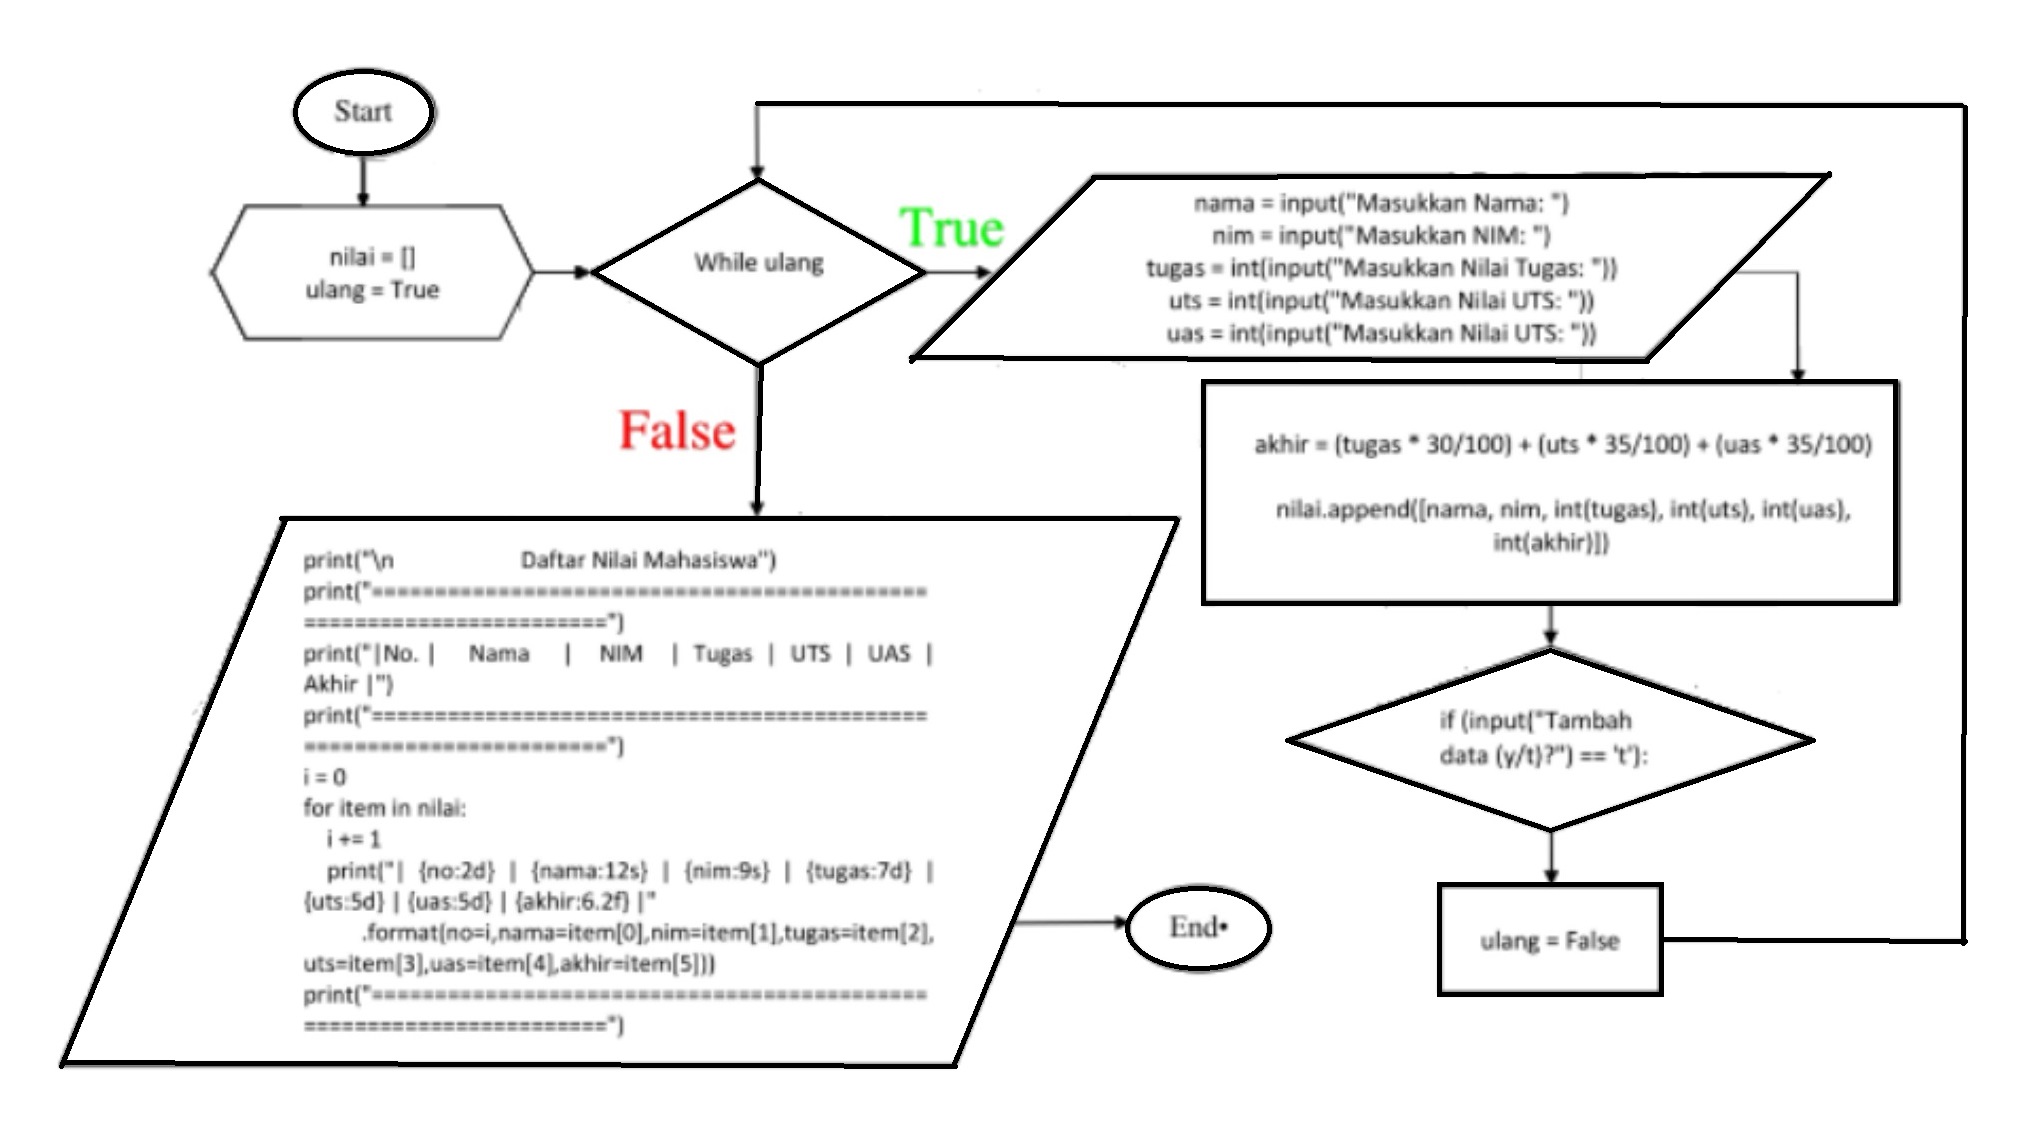 Start
nilai = []
ulang = True
While ulang
True
nama = input("Masukkan Nama: ")
nim = input("Masukkan NIM: ")
tugas = int(input("Masukkan Nilai Tugas: "))
uts = int(input("Masukkan Nilai UTS: "))
uas = int(input("Masukkan Nilai UTS: "))
akhir = (tugas * 30/100) + (uts * 35/100) + (uas * 35/100)
nilai.append([nama, nim, int(tugas), int(uts), int(uas),
int(akhir)])
if (input("Tambah
data (y/t)?") == 't'):
ulang = False
False
print("\n Daftar Nilai Mahasiswa")
print("============================================
========================")
print("|No. | Nama | NIM | Tugas | UTS | UAS |
Akhir |")
print("============================================
========================")
i = 0
for item in nilai:
i += 1
print("| {no:2d} | {nama:12s} | {nim:9s} | {tugas:7d} |
{uts:5d} | {uas:5d} | {akhir:6.2f} |"
.format(no=i,nama=item[0],nim=item[1],tugas=item[2],
uts=item[3],uas=item[4],akhir=item[5]))
print("============================================
========================")
End•